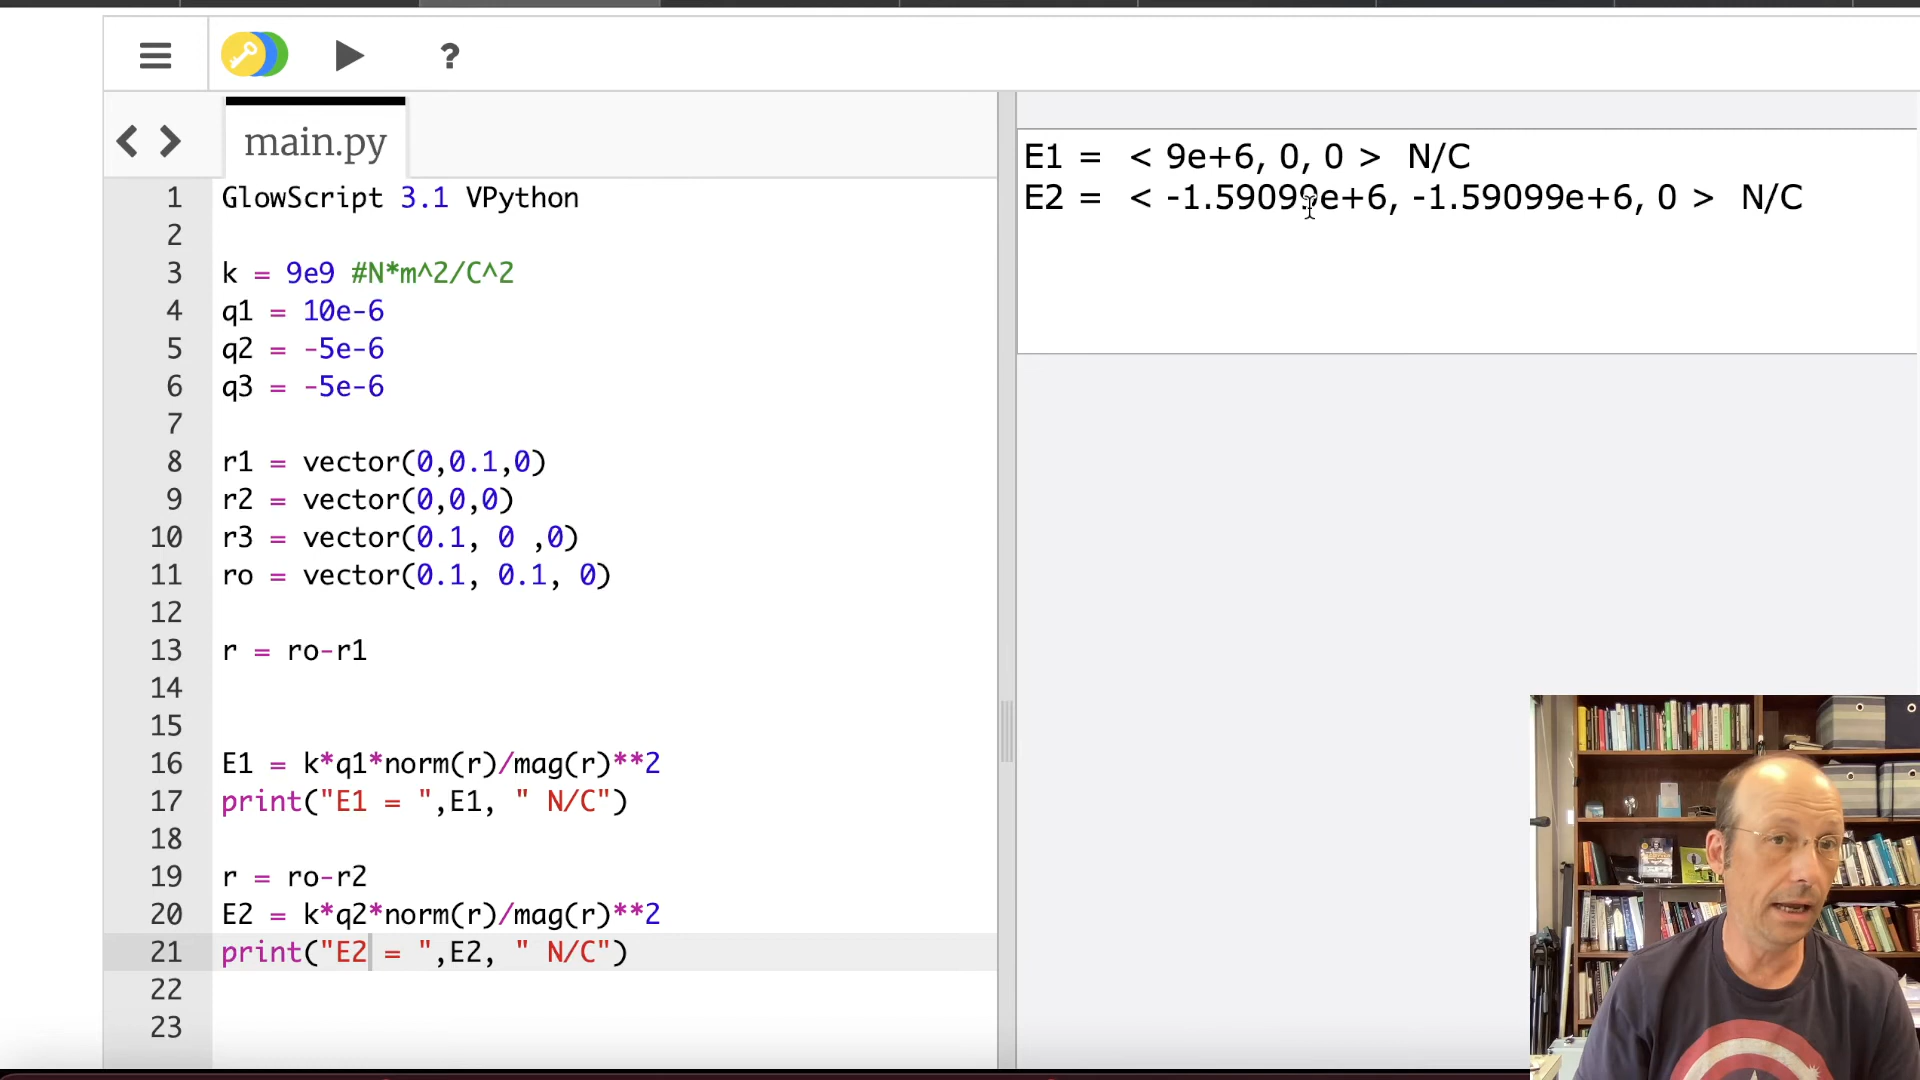 ?
main.py
1 GlowScript 3.1 VPython
2
3 k = 9e9 #N*m^2/C^2
4 q1 = 10e-6
5 q2 = -5e-6
6 q3 = -5e-6
7
8 r1 = vector(0,0.1,0)
9 r2 = vector(0,0,0)
10 r3 = vector(0.1, 0 ,0)
11 ro = vector(0.1, 0.1, 0)
12
13 r = ro-r1
14
15
16 E1 = k*q1*norm(r)/mag(r)**2
17 print("E1 = ",E1, " N/C")
18
19 r = ro-r2
20 E2 = k*q2*norm(r)/mag(r)**2
21 print("E2 = ",E2, " N/C")
22
23
E1 = < 9e+6, 0, 0 > N/C
E2 = < -1.59099e+6, -1.59099e+6, 0 > N/C